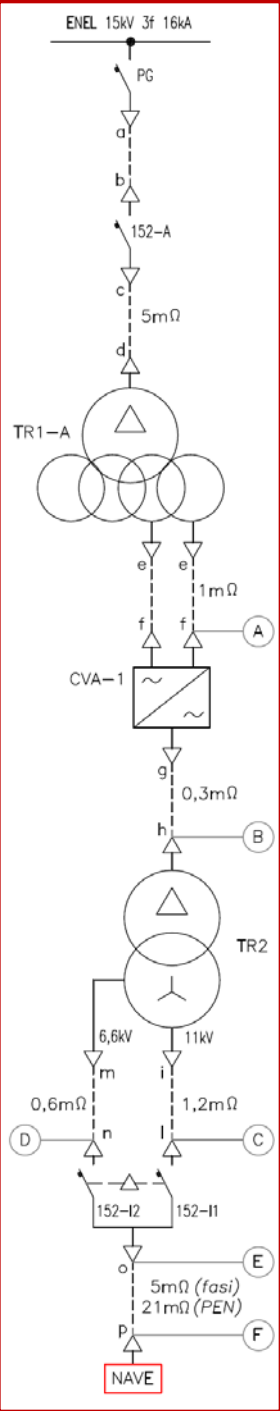 ENEL 15kV 3f 16kA
PG
a
b
152-A
c
5mΩ
d
TR1-A
e e
1mΩ
f f A
CVA-1
g
0,3mΩ
h B
TR2
6,6kV 11kV
m i
0,6mΩ 1,2mΩ
D n l C
152-I2 152-I1
o E
5mΩ (fasi)
21mΩ (PEN)
p F
NAVE